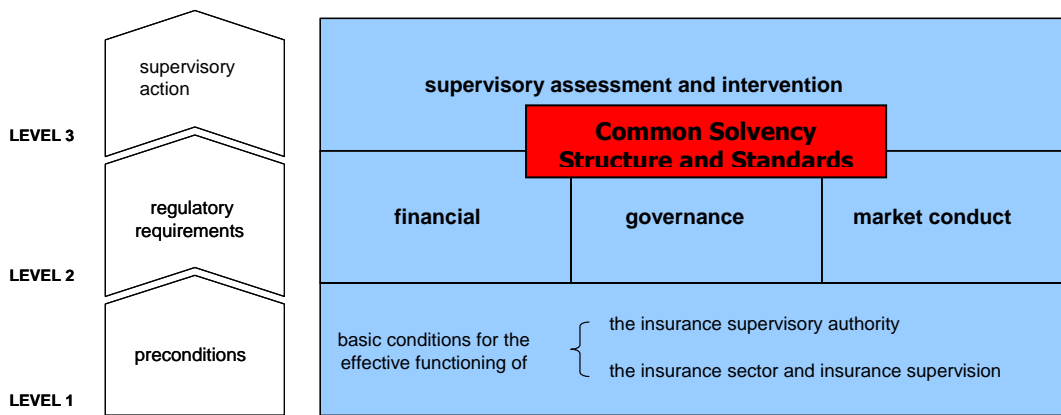 supervisory
action
LEVEL 3
supervisory assessment and intervention
Common Solvency
Structure and Standards
regulatory
requirements
LEVEL 2
financial
governance
market conduct
preconditions
LEVEL 1
basic conditions for the
effective functioning of
the insurance supervisory authority
the insurance sector and insurance supervision